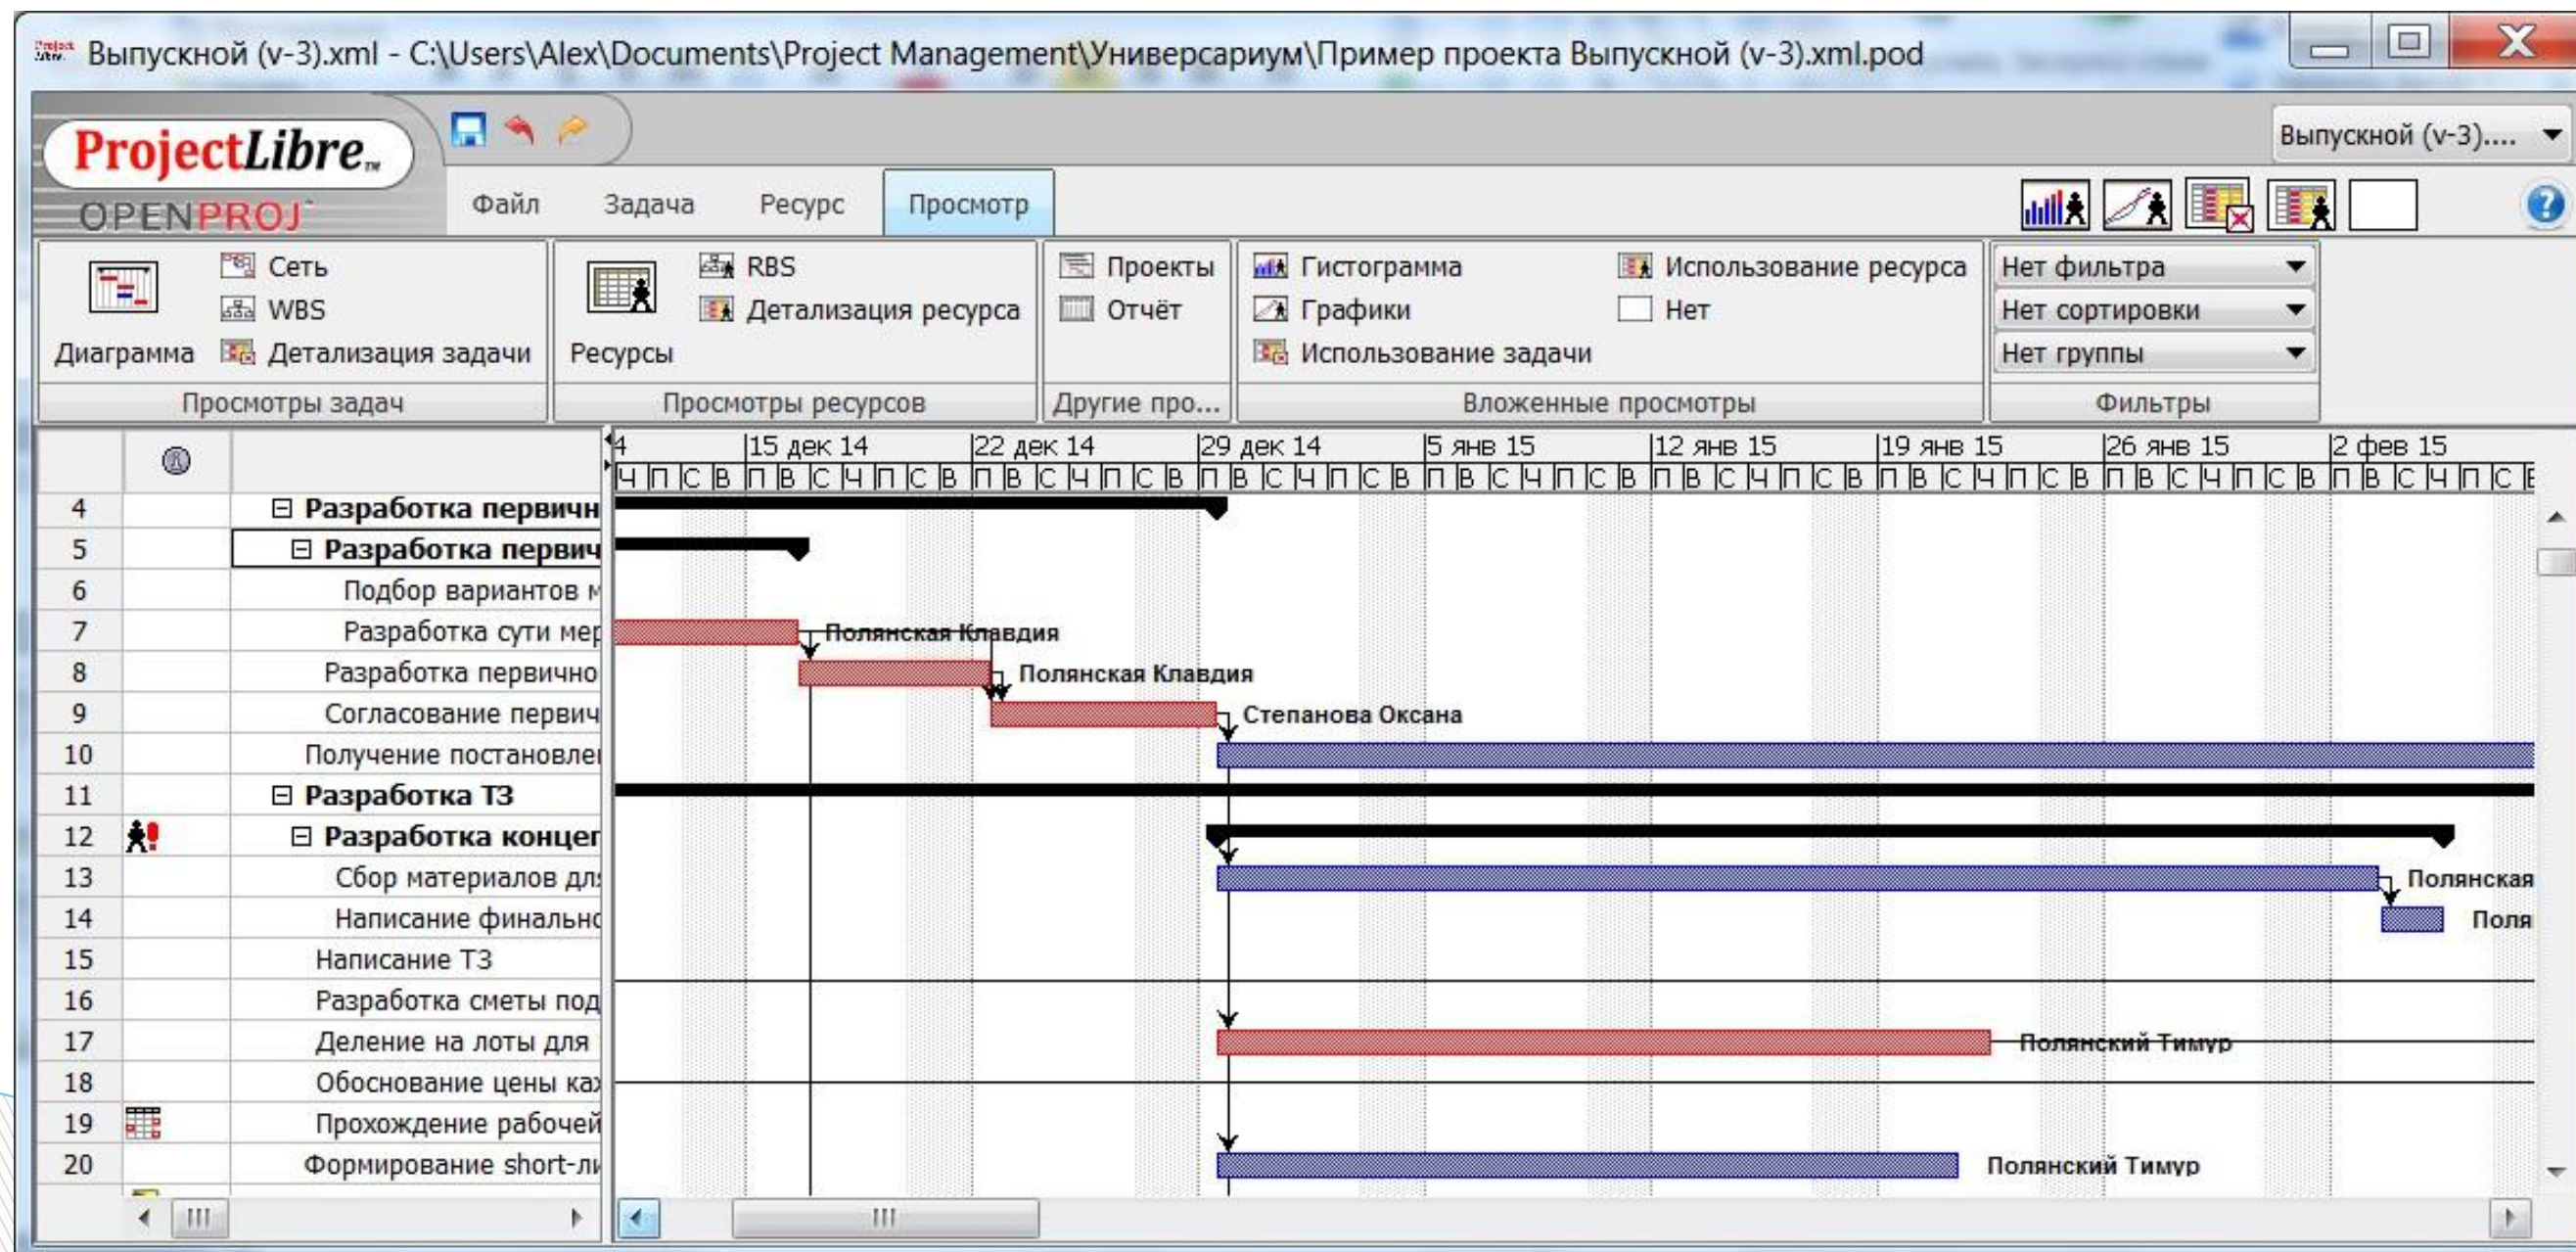 Выпускной (v-3).xml - C:\Users\Alex\Documents\Project Management\Универсариум\Пример проекта Выпускной (v-3).xml.pod
Выпускной (v-3)....
ProjectLibre™
OPENPROJ
Файл Задача Ресурс Просмотр
Сеть RBS Проекты Гистограмма Использование ресурса Нет фильтра
WBS Детализация ресурса Отчёт Графики Нет Нет сортировки
Диаграмма Детализация задачи Ресурсы Использование задачи Нет группы
Просмотры задач Просмотры ресурсов Другие про... Вложенные просмотры Фильтры
4 15 дек 14 22 дек 14 29 дек 14 5 янв 15 12 янв 15 19 янв 15 26 янв 15 2 фев 15
Ч П С В П В С Ч П С В П В С Ч П С В П В С Ч П С В П В С Ч П С В П В С Ч П С В П В С Ч П С В П В С Ч П С В П В С Ч П С В
4 Разработка первичн
5 Разработка первич
6 Подбор вариантов м
7 Разработка сути мер Полянская Клавдия
8 Разработка первично Полянская Клавдия
9 Согласование первич Степанова Оксана
10 Получение постановле
11 Разработка ТЗ
12 Разработка концеп
13 Сбор материалов для Полянская
14 Написание финально Поля
15 Написание ТЗ
16 Разработка сметы под
17 Деление на лоты для Полянский Тимур
18 Обоснование цены ка
19 Прохождение рабочей
20 Формирование short-ли Полянский Тимур